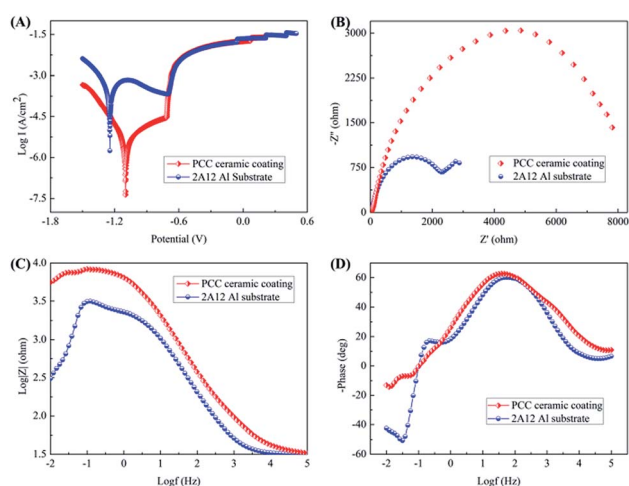 (A)
-1.5
-3.0
-4.5
-6.0
-7.5
Log I (A/cm²)
PCC ceramic coating
2A12 Al Substrate
-1.8 -1.2 -0.6 0.0 0.6
Potential (V)
(B)
3000
2250
1500
750
0
-Z'' (ohm)
PCC ceramic coating
2A12 Al substrate
0 2000 4000 6000 8000
Z' (ohm)
(C)
4.0
3.5
3.0
2.5
2.0
1.5
Log|Z| (ohm)
PCC ceramic coating
2A12 Al substrate
-2 -1 0 1 2 3 4 5
Logf (Hz)
(D)
60
40
20
0
-20
-40
-60
-Phase (deg)
PCC ceramic coating
2A12 Al substrate
-2 -1 0 1 2 3 4 5
Logf (Hz)